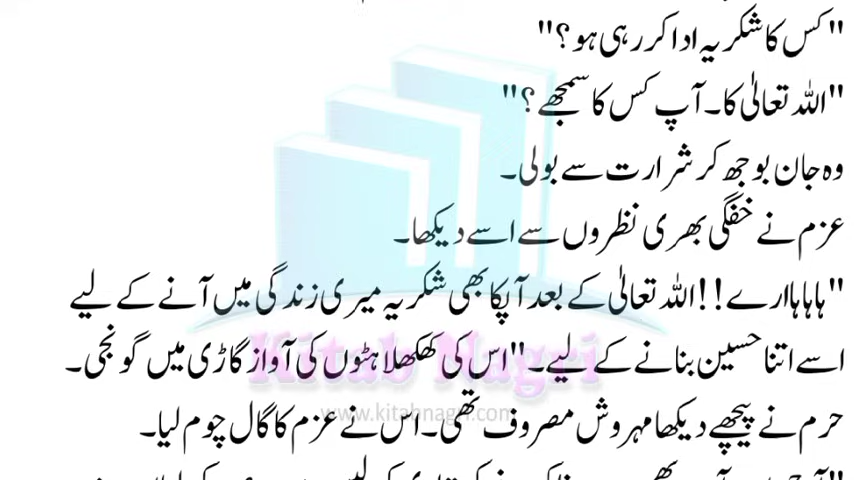 "کس کا شکریہ ادا کر رہی ہو؟"
"اللہ تعالیٰ کا۔ آپ کس کا سمجھے؟"
وہ جان بوجھ کر شرارت سے بولی۔
عزم نے خفگی بھری نظروں سے اسے دیکھا۔
"ہاہاہا ارے!! اللہ تعالیٰ کے بعد آپکا بھی شکریہ میری زندگی میں آنے کے لیے
اسے اتنا حسین بنانے کے لیے۔" اس کی کھکھلاہٹوں کی آواز گاڑی میں گونجی۔
Kitab Nagri
www.kitabnagri.com
حرم نے پیچھے دیکھا مہروش مصروف تھی۔ اس نے عزم کا گال چوم لیا۔